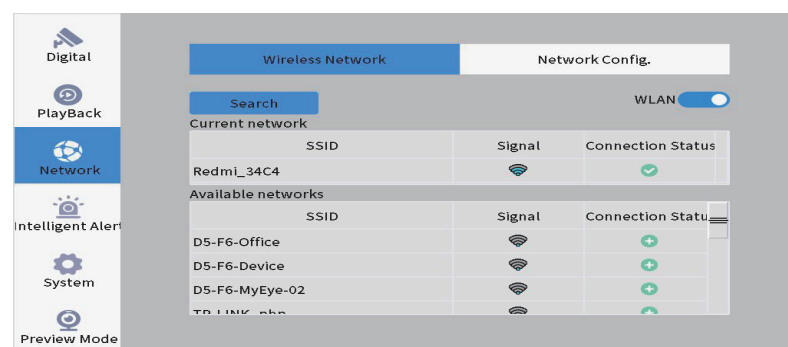 Digital
PlayBack
Network
Intelligent Alert
System
Preview Mode
Wireless Network Network Config.
Search WLAN
Current network
SSID Signal Connection Status
Redmi_34C4
Available networks
SSID Signal Connection Statu
D5-F6-Office
D5-F6-Device
D5-F6-MyEye-02